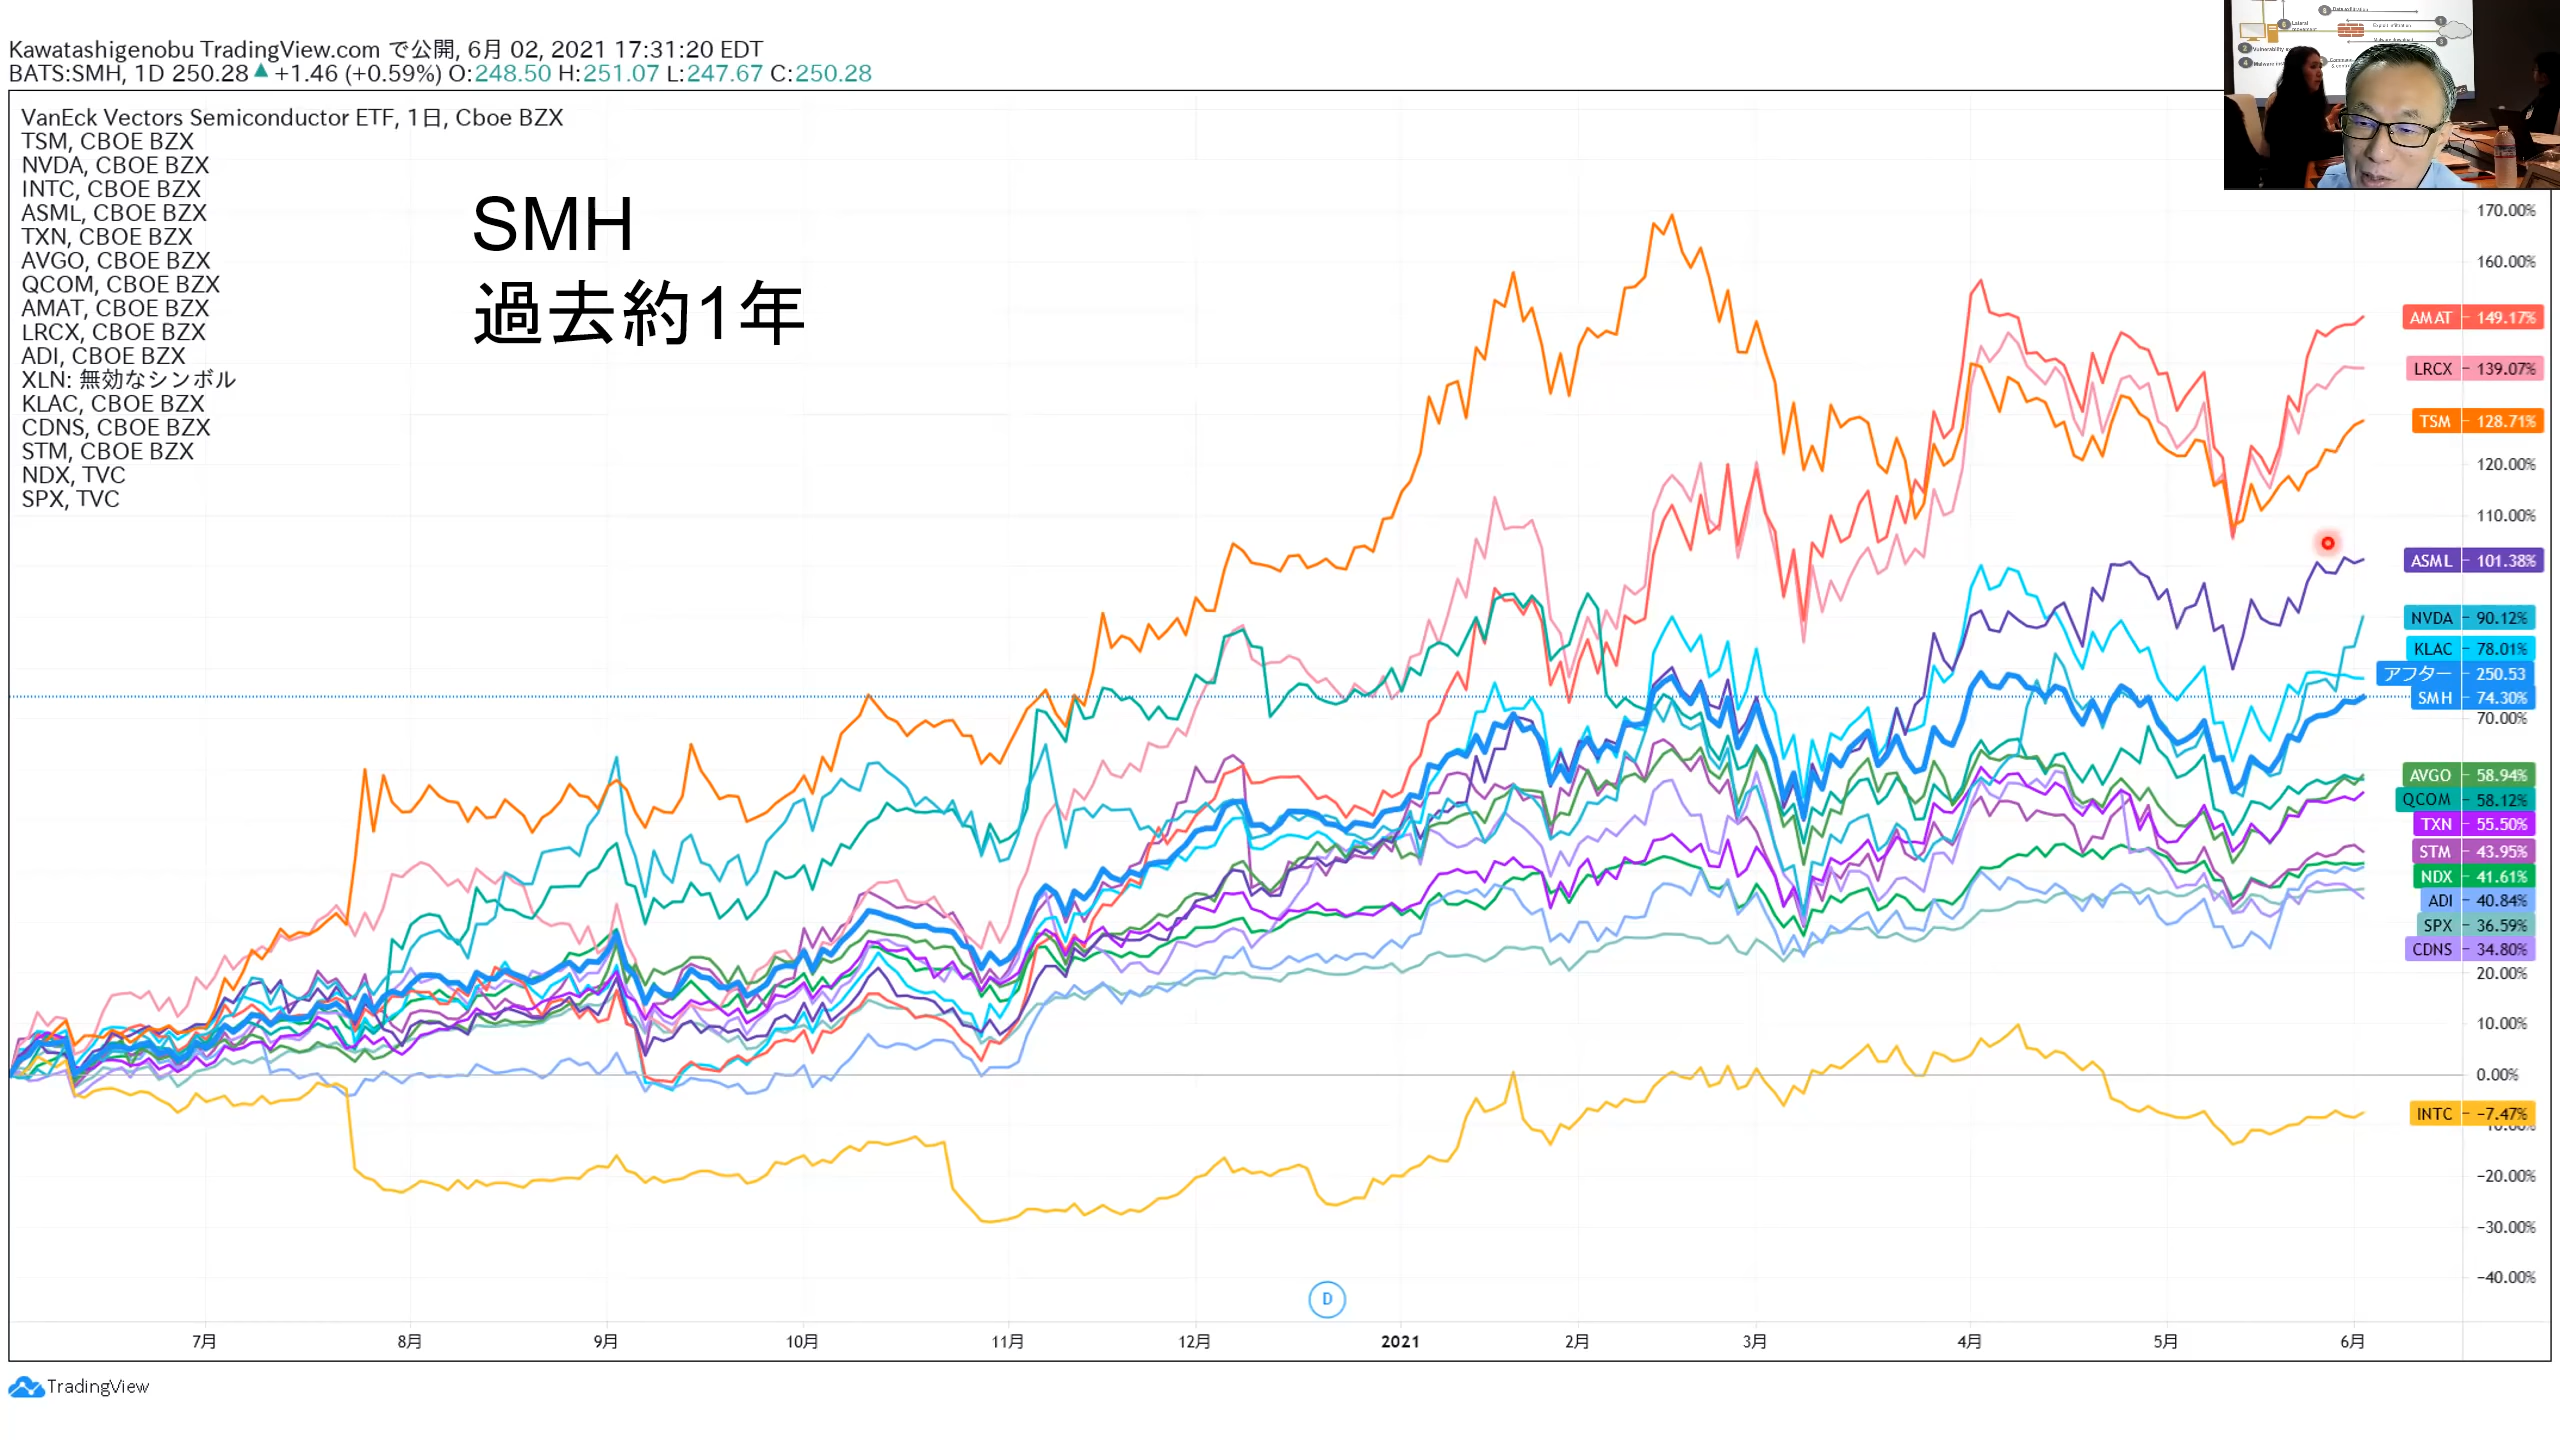 Kawatashigenobu TradingView.com で公開, 6月 02, 2021 17:31:20 EDT
BATS:SMH, 1D 250.28 ▲ +1.46 (+0.59%) O:248.50 H:251.07 L:247.67 C:250.28
VanEck Vectors Semiconductor ETF, 1日, Cboe BZX
TSM, CBOE BZX
NVDA, CBOE BZX
INTC, CBOE BZX
ASML, CBOE BZX
TXN, CBOE BZX
AVGO, CBOE BZX
QCOM, CBOE BZX
AMAT, CBOE BZX
LRCX, CBOE BZX
ADI, CBOE BZX
XLN: 無効なシンボル
KLAC, CBOE BZX
CDNS, CBOE BZX
STM, CBOE BZX
NDX, TVC
SPX, TVC
SMH
過去約1年
170.00%
160.00%
AMAT 149.17%
LRCX 139.07%
TSM 128.71%
120.00%
110.00%
ASML 101.38%
NVDA 90.12%
KLAC 78.01%
アフター 250.53
SMH 74.30%
70.00%
AVGO 58.94%
QCOM 58.12%
TXN 55.50%
STM 43.95%
NDX 41.61%
ADI 40.84%
SPX 36.59%
CDNS 34.80%
20.00%
10.00%
0.00%
INTC −7.47%
−20.00%
−30.00%
−40.00%
D
7月 8月 9月 10月 11月 12月 2021 2月 3月 4月 5月 6月
TradingView